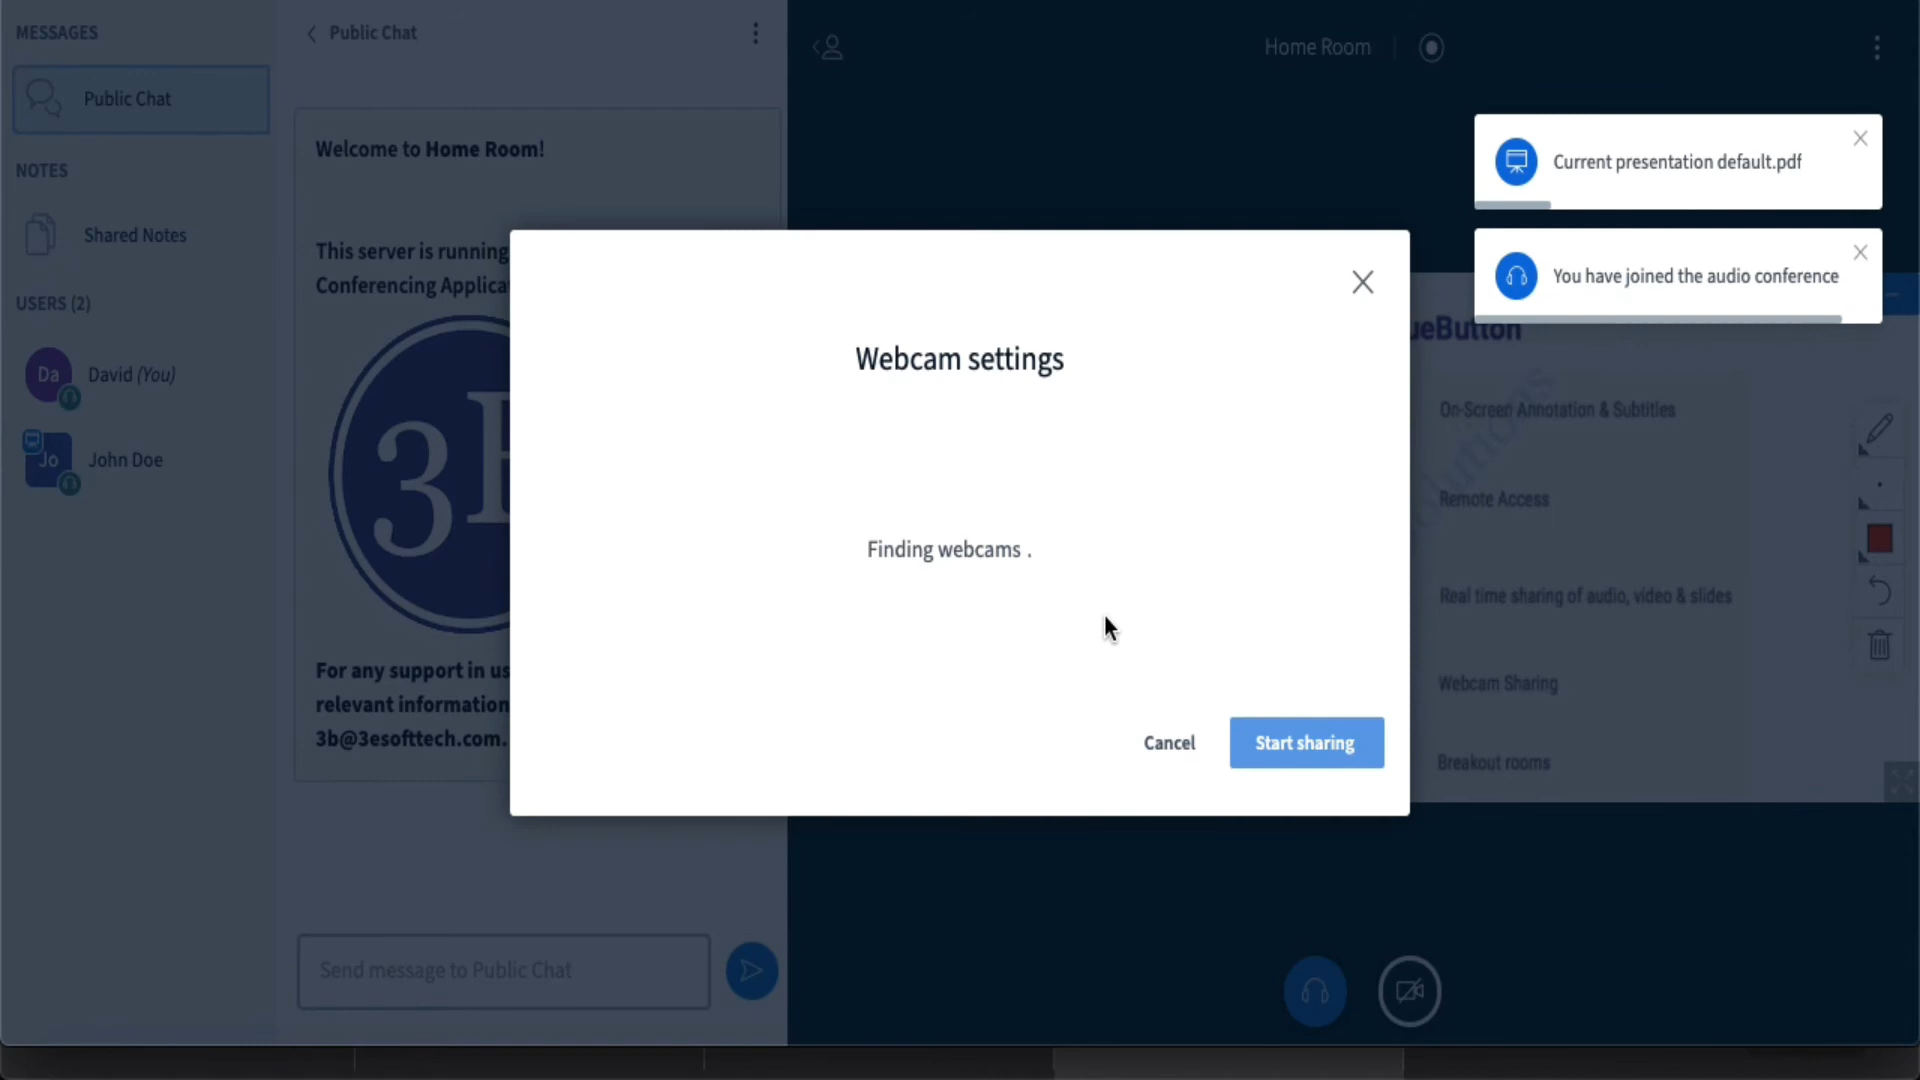 MESSAGES
Public Chat
NOTES
Shared Notes
USERS (2)
Da
David (You)
Jo
John Doe
Public Chat
Welcome to Home Room!
This server is running
Conferencing Applica
3
For any support in us
relevant information
3b@3esofttech.com.
Send message to Public Chat
Home Room
Current presentation default.pdf
You have joined the audio conference
Webcam settings
Finding webcams .
Cancel
Start sharing
ueButton
On-Screen Annotation & Subtitles
Remote Access
Real time sharing of audio, video & slides
Webcam Sharing
Breakout rooms